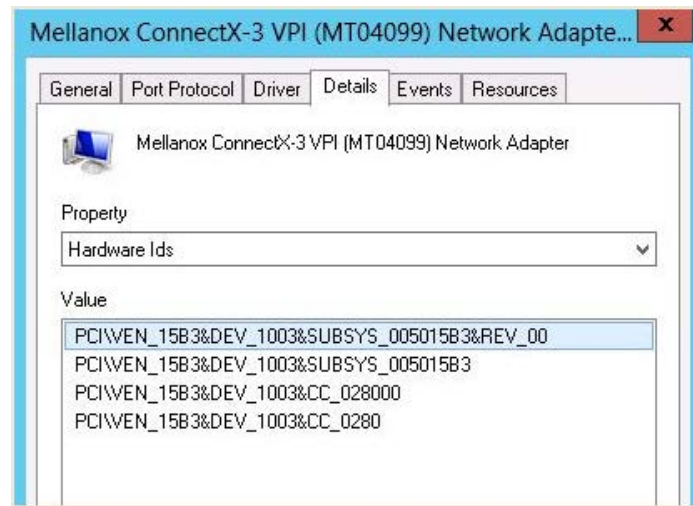 Mellanox ConnectX-3 VPI (MT04099) Network Adapte... x
General Port Protocol Driver Details Events Resources
Mellanox ConnectX-3 VPI (MT04099) Network Adapter
Property
Hardware Ids
Value
PCI\VEN_15B3&DEV_1003&SUBSYS_005015B3&REV_00
PCI\VEN_15B3&DEV_1003&SUBSYS_005015B3
PCI\VEN_15B3&DEV_1003&CC_028000
PCI\VEN_15B3&DEV_1003&CC_0280